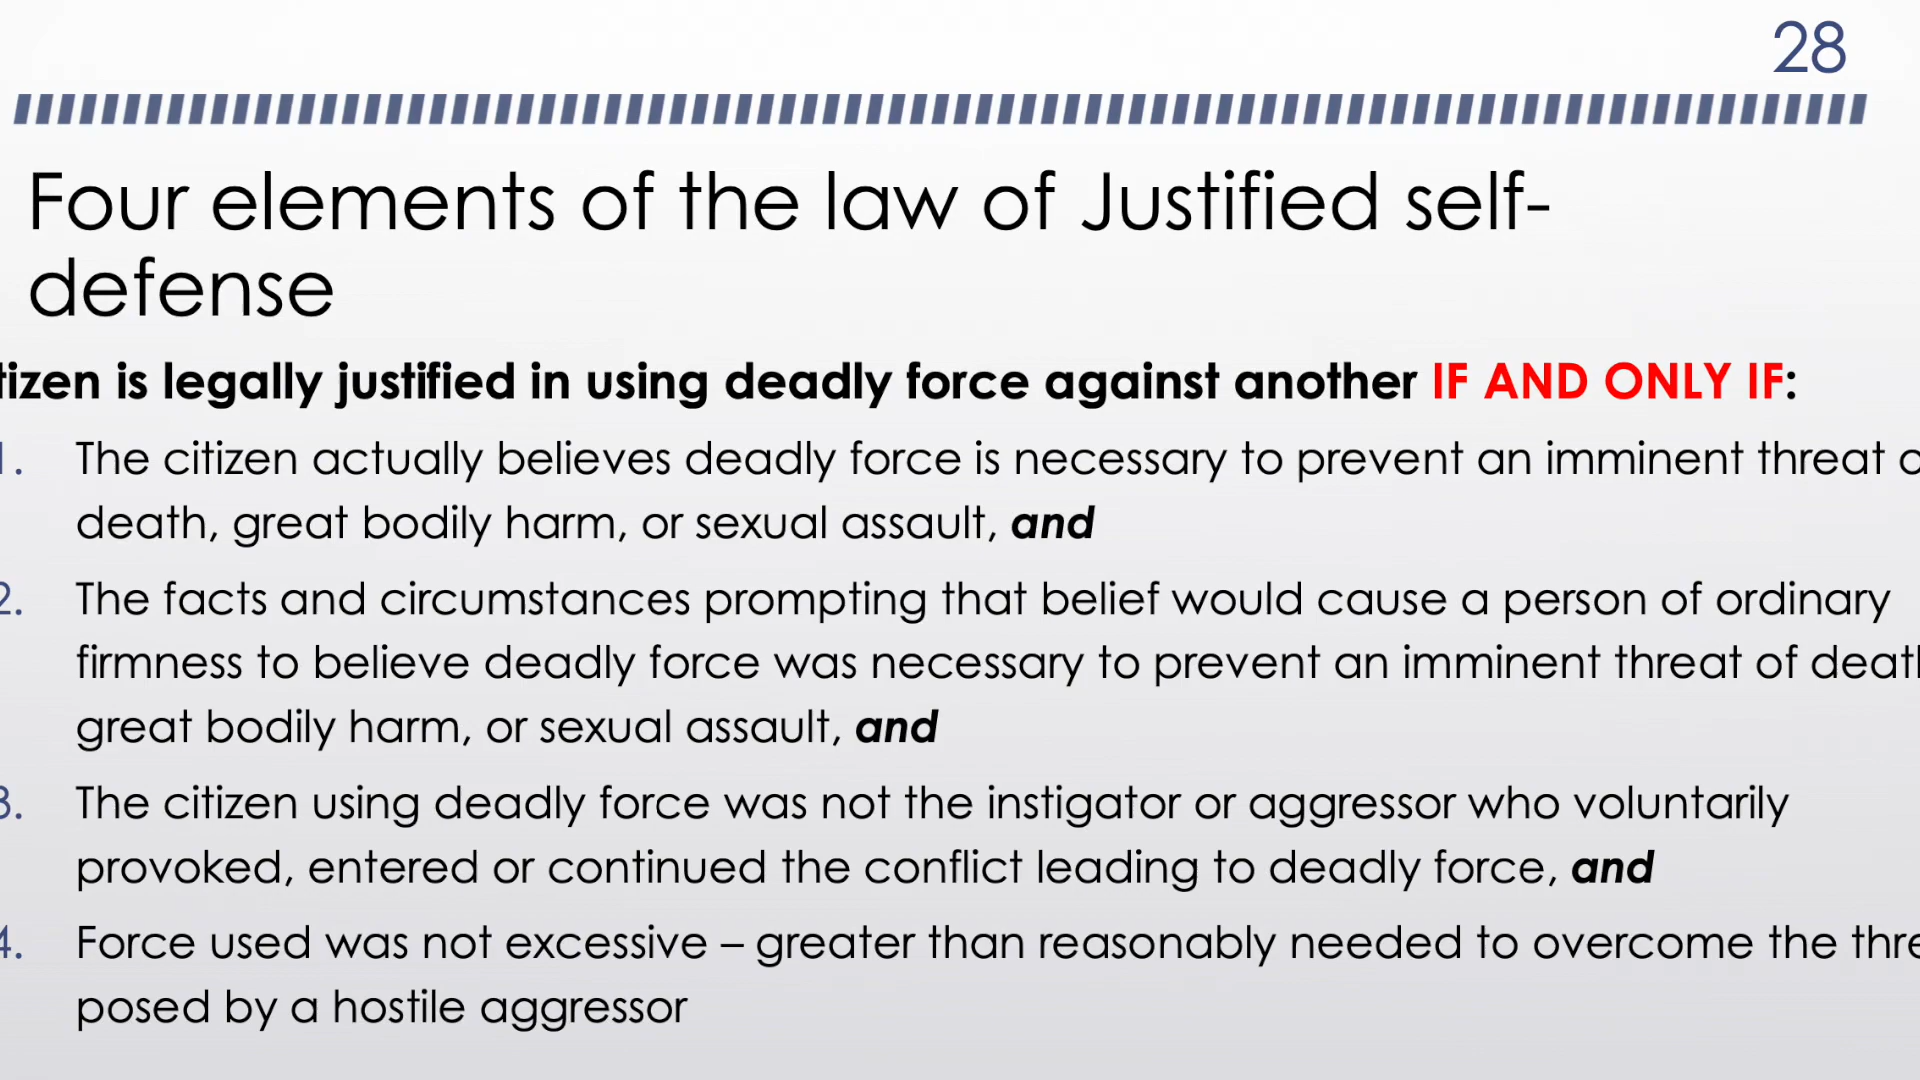 28
Four elements of the law of Justified self-
defense
is legally justified in using deadly force against another IF AND ONLY IF:
1. The citizen actually believes deadly force is necessary to prevent an imminent threat
death, great bodily harm, or sexual assault, and
2. The facts and circumstances prompting that belief would cause a person of ordinary
firmness to believe deadly force was necessary to prevent an imminent threat of
great bodily harm, or sexual assault, and
3. The citizen using deadly force was not the instigator or aggressor who voluntarily
provoked, entered or continued the conflict leading to deadly force, and
4. Force used was not excessive – greater than reasonably needed to overcome the
posed by a hostile aggressor